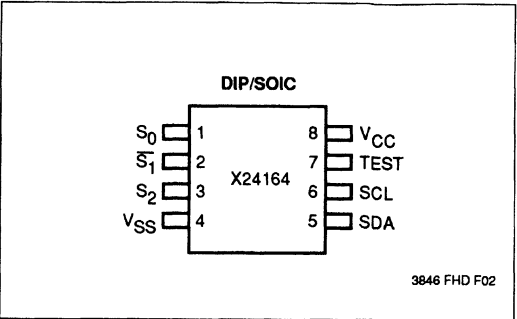 DIP/SOIC
S0 1 8 VCC
S̅1̅ 2 7 TEST
X24164
S2 3 6 SCL
VSS 4 5 SDA
3846 FHD F02